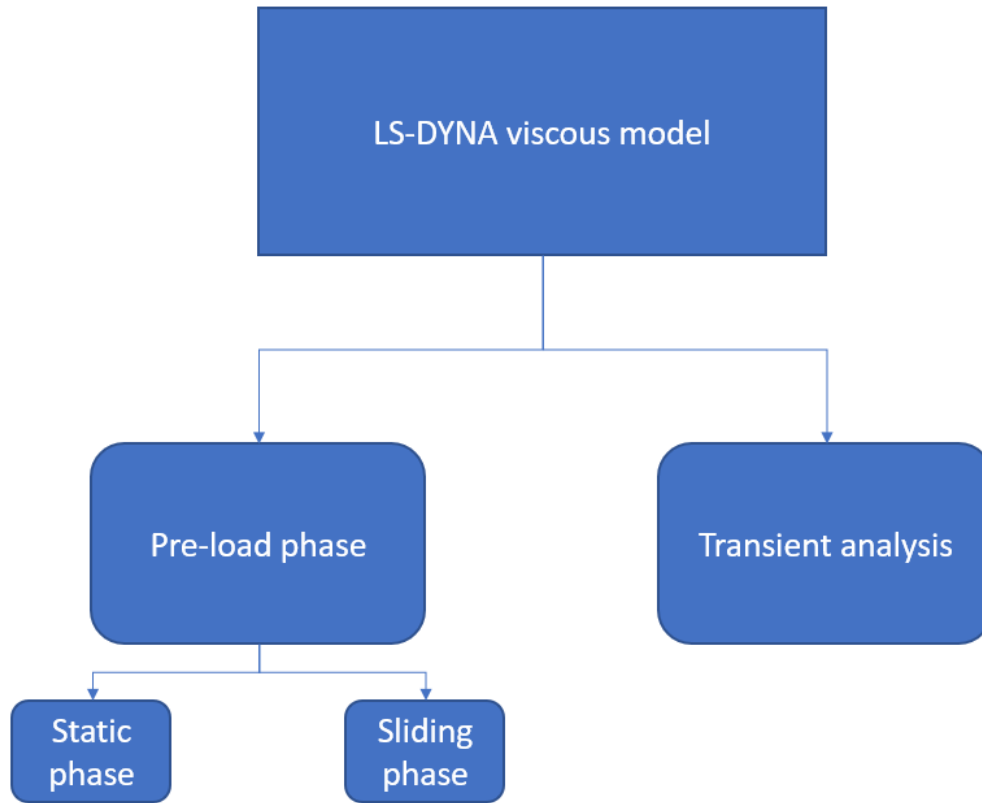 LS-DYNA viscous model
Pre-load phase
Transient analysis
Static
phase
Sliding
phase